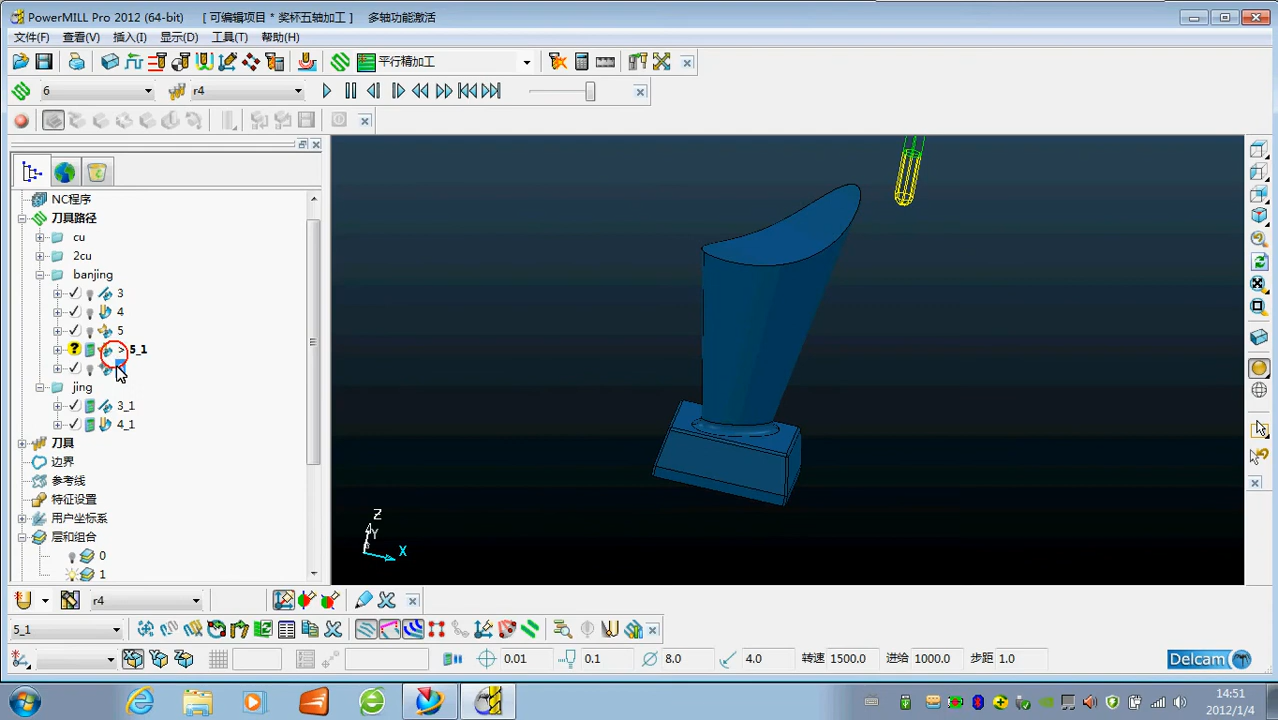 PowerMILL Pro 2012 (64-bit) [ 可编辑项目 * 奖杯五轴加工 ] 多轴功能激活
文件(F) 查看(V) 插入(I) 显示(D) 工具(T) 帮助(H)
平行精加工
6 r4
NC程序
刀具路径
cu
2cu
banjing
3
4
5
> 5_1
jing
3_1
4_1
刀具
边界
参考线
特征设置
用户坐标系
层和组合
0
1
Z
Y
X
r4
5_1
0.01 0.1 8.0 4.0 转速 1500.0 进给 1000.0 步距 1.0
Delcam
14:51
2012/1/4